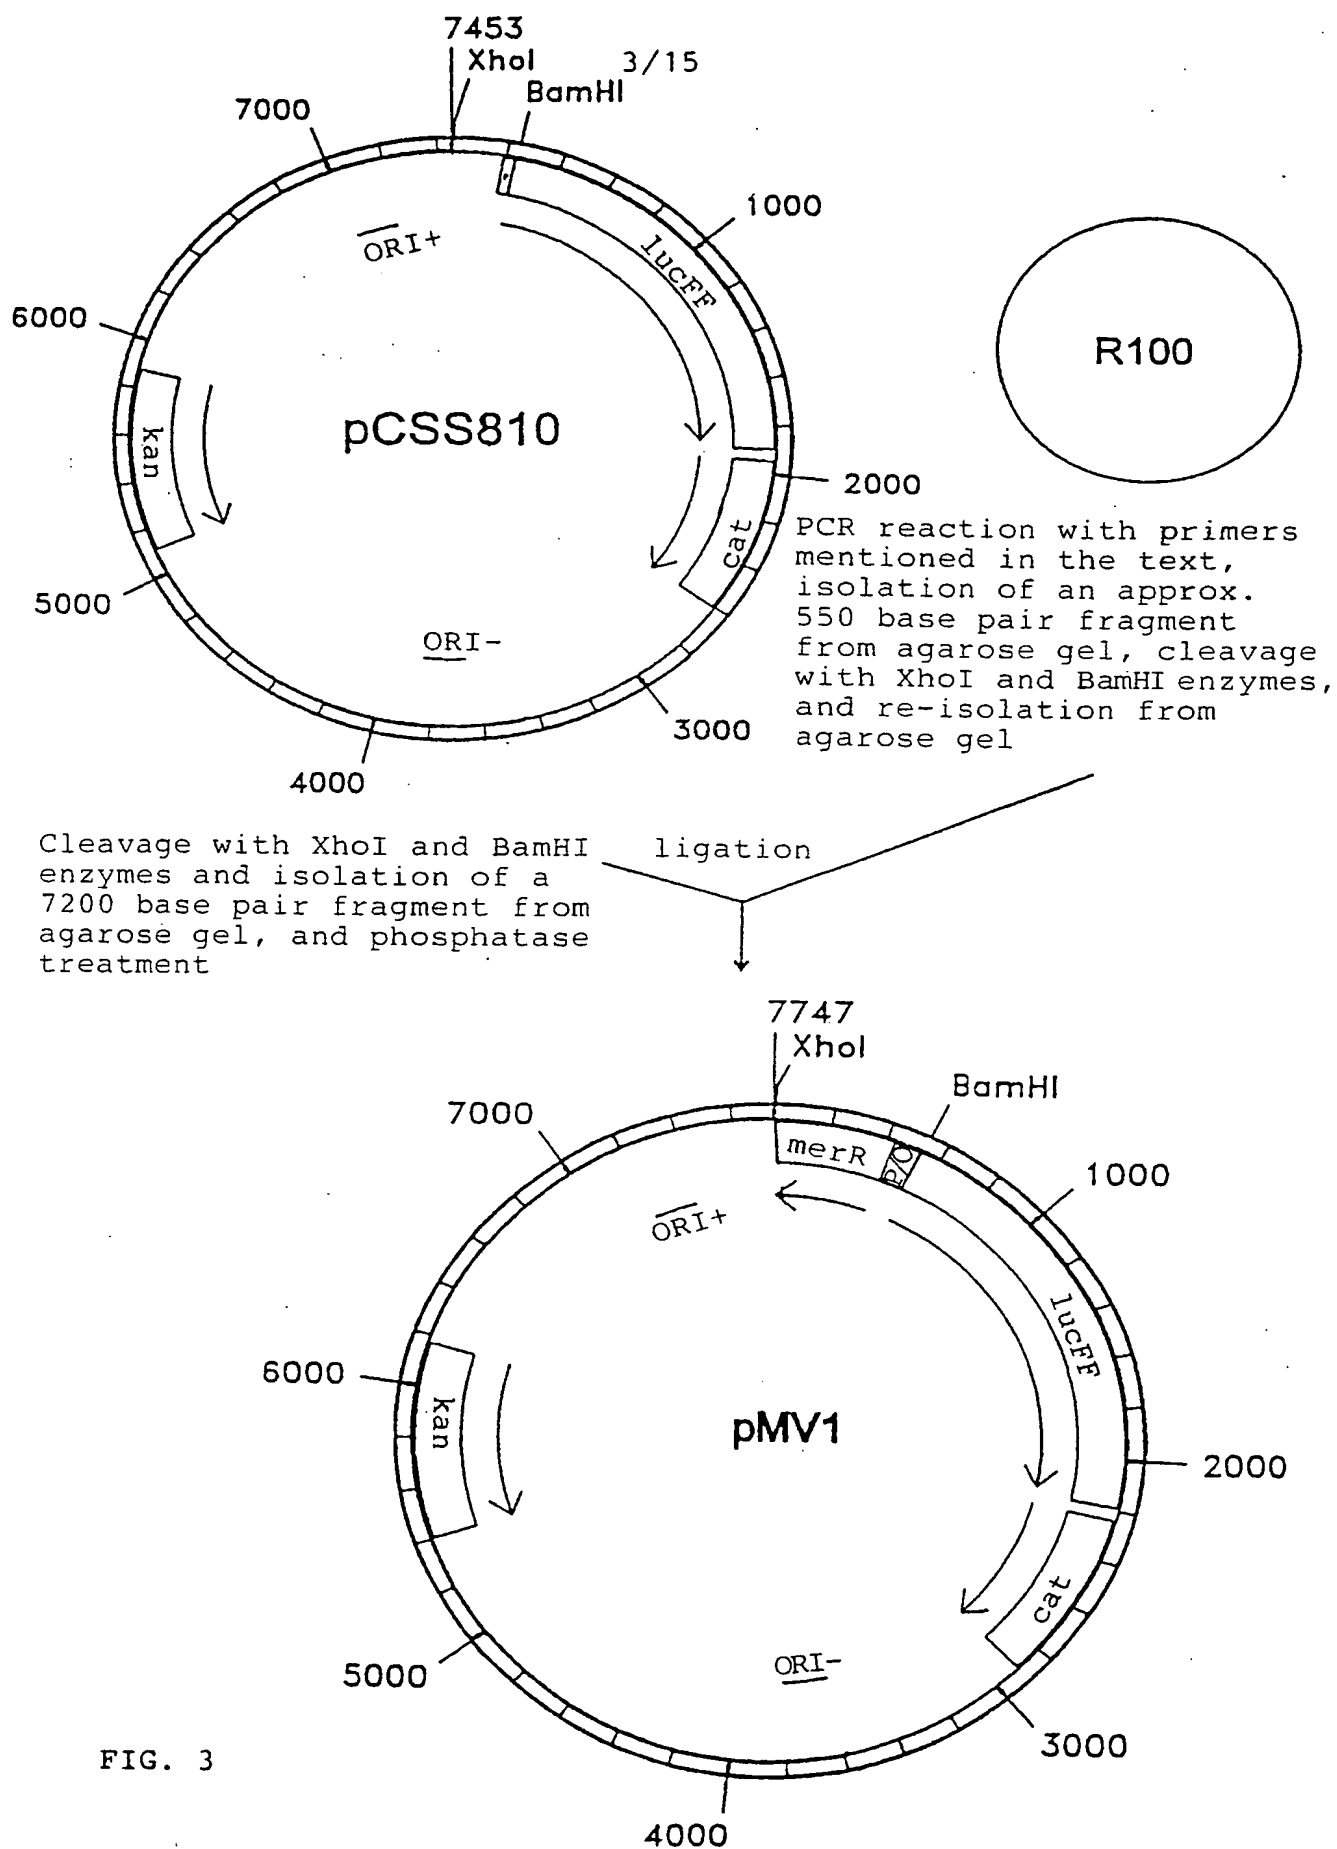 7453
XhoI
3/15
BamHI
7000
1000
ORI+
lucFF
6000
R100
pCSS810
kan
2000
cat
PCR reaction with primers
mentioned in the text,
isolation of an approx.
550 base pair fragment
from agarose gel, cleavage
with XhoI and BamHI enzymes,
and re-isolation from
agarose gel
5000
ORI-
3000
4000
Cleavage with XhoI and BamHI
enzymes and isolation of a
7200 base pair fragment from
agarose gel, and phosphatase
treatment
ligation
7747
XhoI
BamHI
7000
merR
P/O
1000
ORI+
lucFF
6000
kan
pMV1
2000
cat
ORI-
5000
3000
FIG. 3
4000